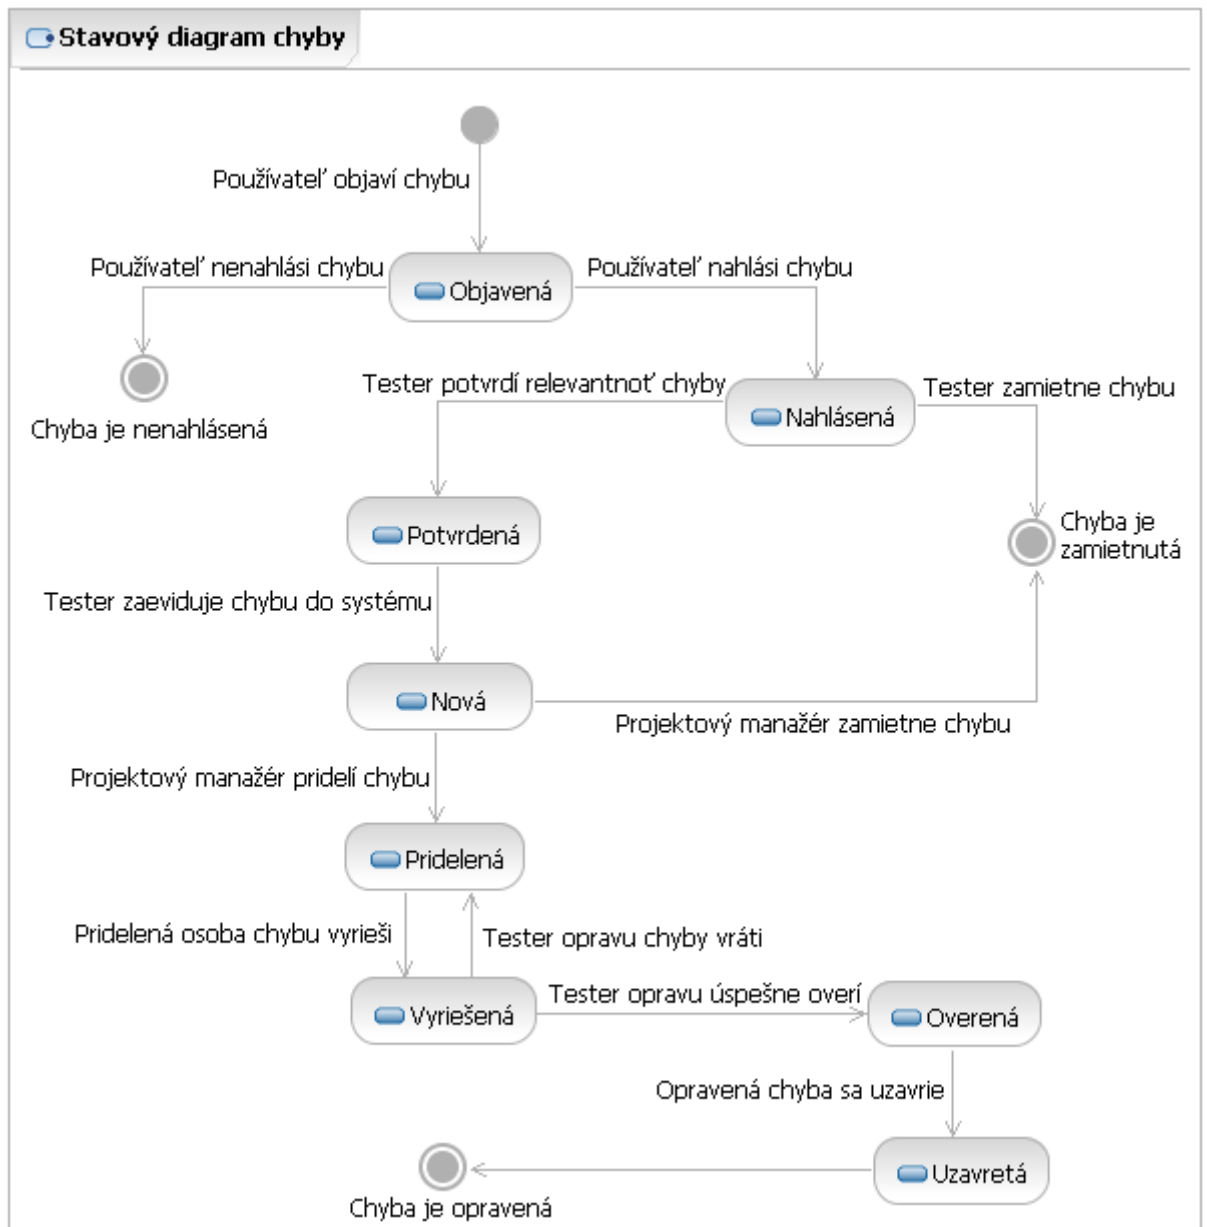 Stavový diagram chyby
Používateľ objaví chybu
Používateľ nenahlási chybu
Používateľ nahlási chybu
Objavená
Tester potvrdí relevantnoť chyby
Tester zamietne chybu
Nahlásená
Chyba je nenahlásená
Chyba je
zamietnutá
Potvrdená
Tester zaeviduje chybu do systému
Nová
Projektový manažér zamietne chybu
Projektový manažér pridelí chybu
Pridelená
Pridelená osoba chybu vyrieši
Tester opravu chyby vráti
Tester opravu úspešne overí
Vyriešená
Overená
Opravená chyba sa uzavrie
Uzavretá
Chyba je opravená